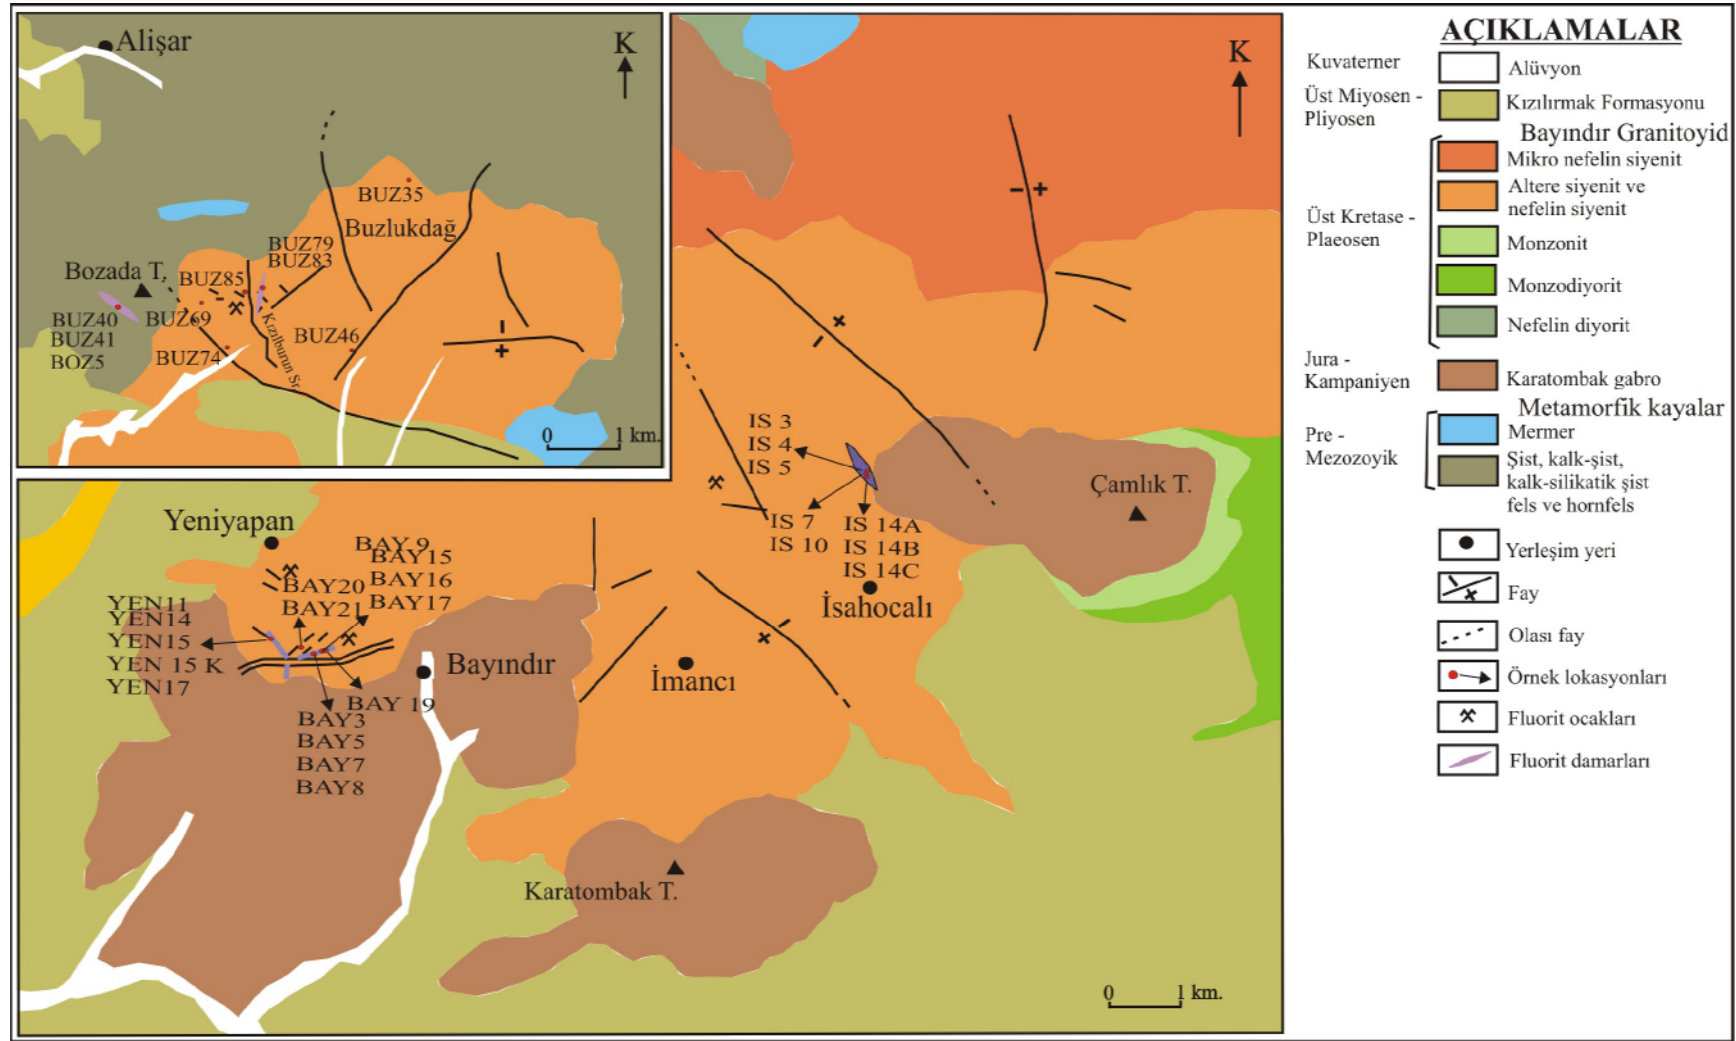 Alişar
K
BUZ35
Buzlukdağ
BUZ79
BUZ83
Bozada T.
BUZ85
BUZ40
BUZ69
BUZ41
BUZ46
BOZ5
BUZ74
Kızılburun Sr.
0 1 km.
K
IS 3
IS 4
IS 5
Çamlık T.
IS 7
IS 14A
IS 10
IS 14B
IS 14C
İsahocalı
Yeniyapan
BAY 9
BAY15
BAY20
BAY16
BAY21
BAY17
YEN11
YEN14
YEN15
YEN 15 K
YEN17
Bayındır
İmancı
BAY 19
BAY3
BAY5
BAY7
BAY8
Karatombak T.
0 1 km.
AÇIKLAMALAR
Kuvaterner
Alüvyon
Üst Miyosen -
Pliyosen
Kızılırmak Formasyonu
Bayındır Granitoyid
Mikro nefelin siyenit
Altere siyenit ve
nefelin siyenit
Üst Kretase -
Plaeosen
Monzonit
Monzodiyorit
Nefelin diyorit
Jura -
Kampaniyen
Karatombak gabro
Metamorfik kayalar
Pre -
Mezozoyik
Mermer
Şist, kalk-şist,
kalk-silikatik şist
fels ve hornfels
Yerleşim yeri
Fay
Olası fay
Örnek lokasyonları
Fluorit ocakları
Fluorit damarları